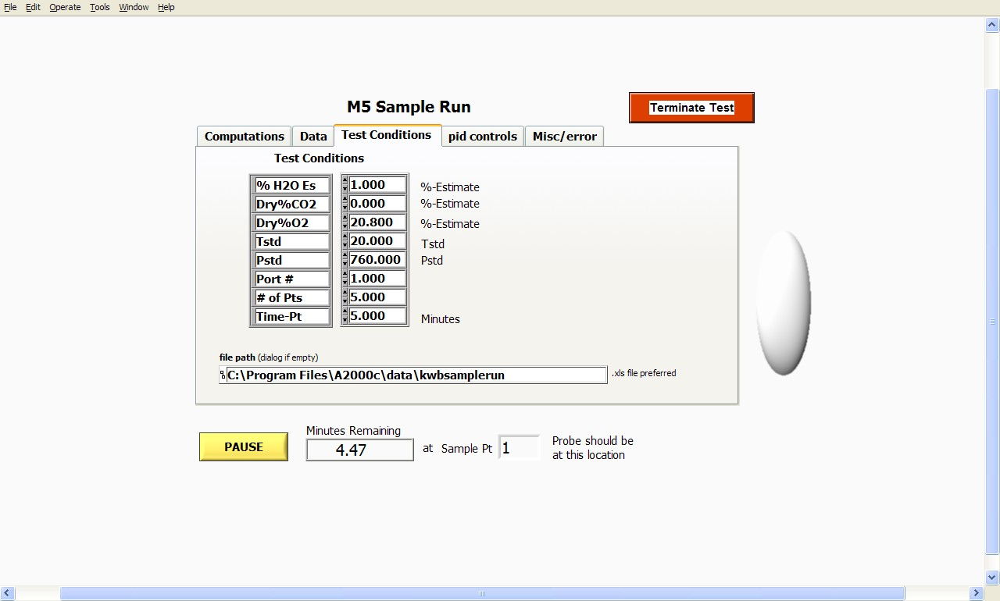 File Edit Operate Tools Window Help
M5 Sample Run
Terminate Test
Computations Data Test Conditions pid controls Misc/error
Test Conditions
% H2O Es 1.000 %-Estimate
Dry%CO2 0.000 %-Estimate
Dry%O2 20.800 %-Estimate
Tstd 20.000 Tstd
Pstd 760.000 Pstd
Port # 1.000
# of Pts 5.000
Time-Pt 5.000 Minutes
file path (dialog if empty)
C:\Program Files\A2000c\data\kwbsamplerun .xls file preferred
Minutes Remaining
PAUSE 4.47 at Sample Pt 1 Probe should be
at this location